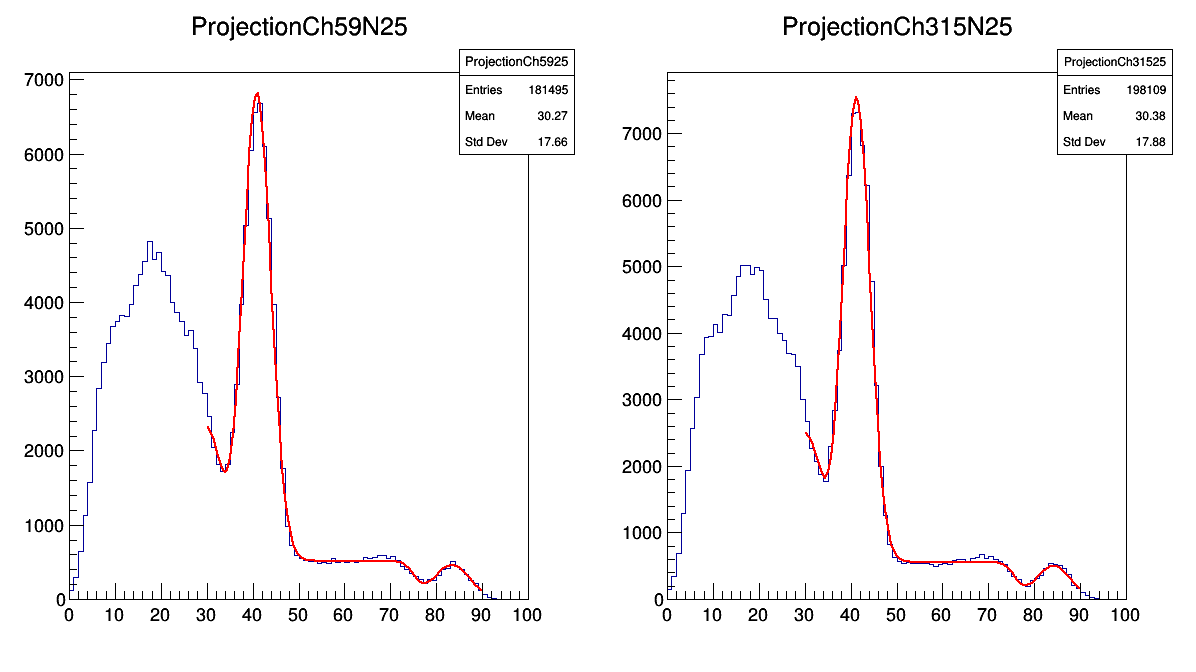 ProjectionCh59N25
ProjectionCh5925
Entries 181495
Mean 30.27
Std Dev 17.66
7000
6000
5000
4000
3000
2000
1000
0
0 10 20 30 40 50 60 70 80 90 100
ProjectionCh315N25
ProjectionCh31525
Entries 198109
Mean 30.38
Std Dev 17.88
7000
6000
5000
4000
3000
2000
1000
0
0 10 20 30 40 50 60 70 80 90 100